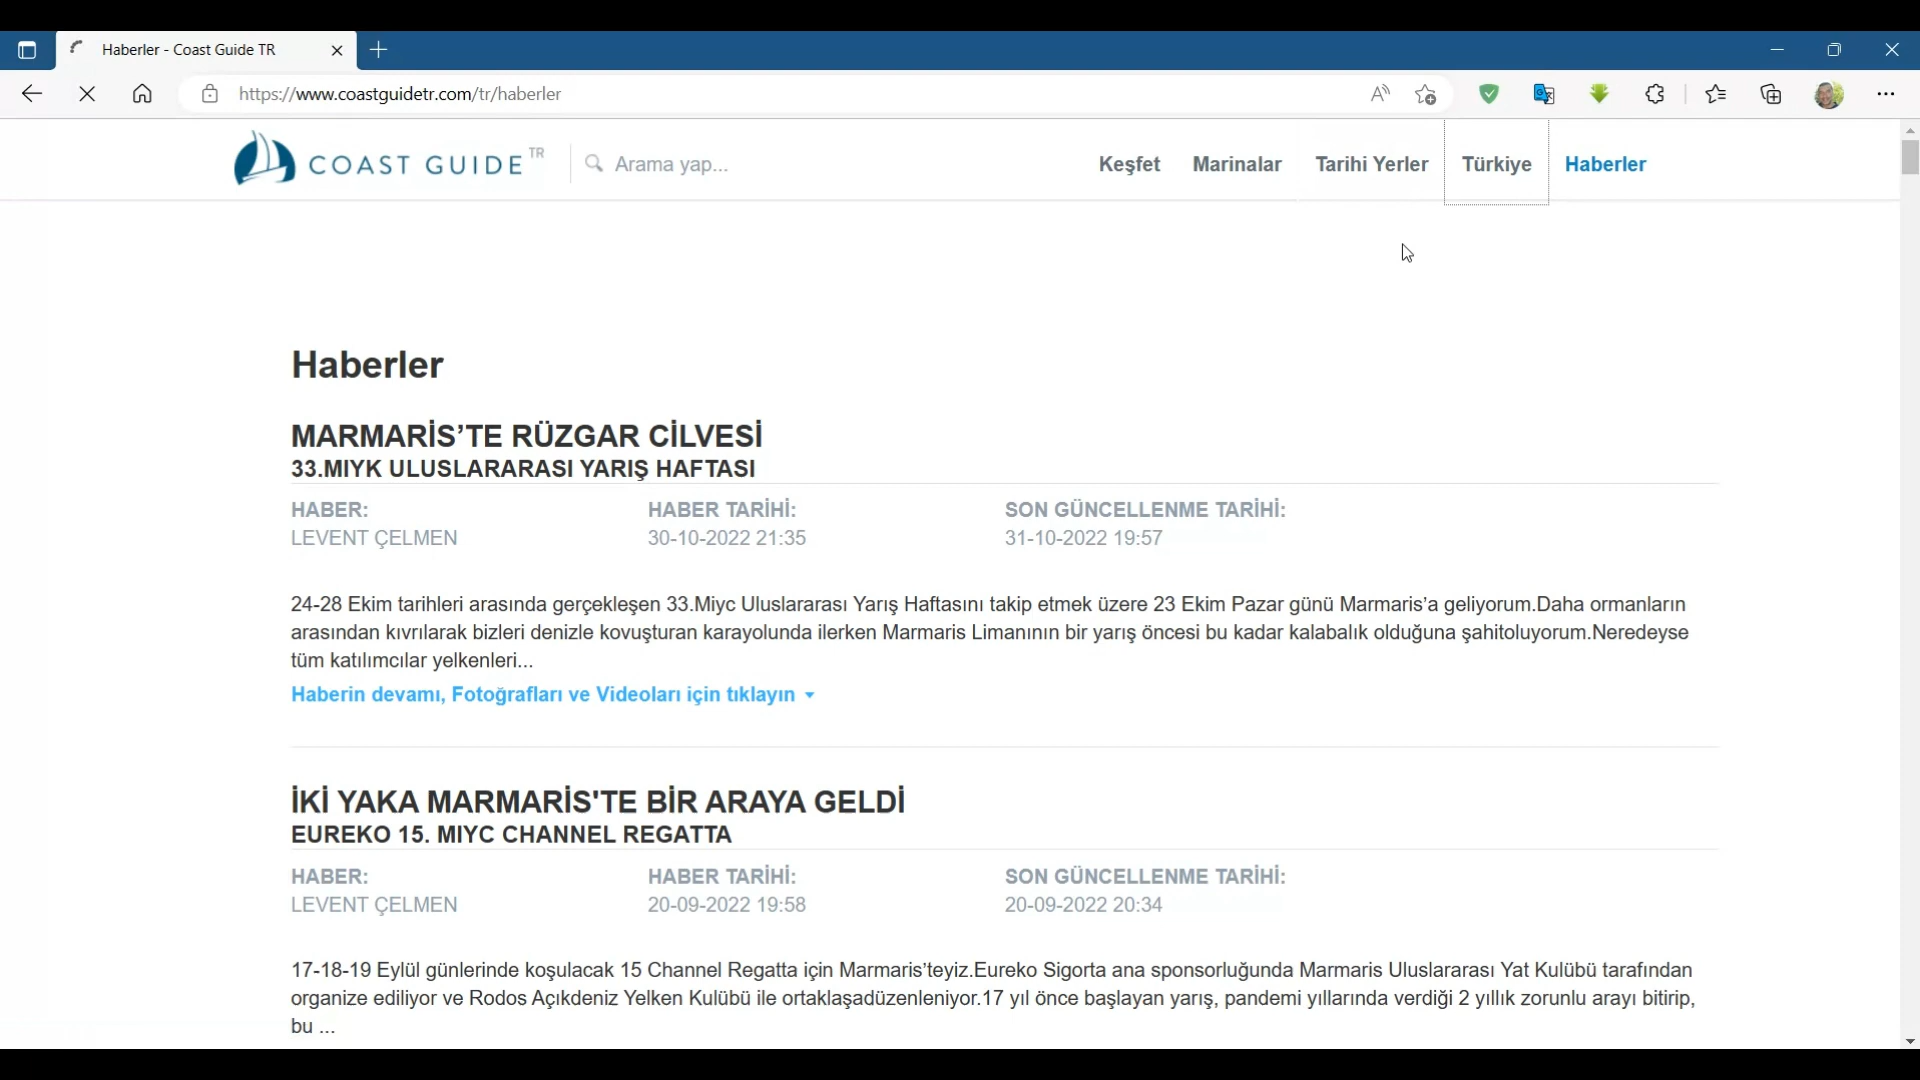 Haberler - Coast Guide TR
https://www.coastguidetr.com/tr/haberler
COAST GUIDE TR
Arama yap...
Keşfet
Marinalar
Tarihi Yerler
Türkiye
Haberler
Haberler
MARMARİS’TE RÜZGAR CİLVESİ
33.MIYK ULUSLARARASI YARIŞ HAFTASI
HABER:
LEVENT ÇELMEN
HABER TARİHİ:
30-10-2022 21:35
SON GÜNCELLENME TARİHİ:
31-10-2022 19:57
24-28 Ekim tarihleri arasında gerçekleşen 33.Miyc Uluslararası Yarış Haftasını takip etmek üzere 23 Ekim Pazar günü Marmaris’a geliyorum.Daha ormanların
arasından kıvrılarak bizleri denizle kovuşturan karayolunda ilerken Marmaris Limanının bir yarış öncesi bu kadar kalabalık olduğuna şahitoluyorum.Neredeyse
tüm katılımcılar yelkenleri...
Haberin devamı, Fotoğrafları ve Videoları için tıklayın
İKİ YAKA MARMARİS'TE BİR ARAYA GELDİ
EUREKO 15. MIYC CHANNEL REGATTA
HABER:
LEVENT ÇELMEN
HABER TARİHİ:
20-09-2022 19:58
SON GÜNCELLENME TARİHİ:
20-09-2022 20:34
17-18-19 Eylül günlerinde koşulacak 15 Channel Regatta için Marmaris’teyiz.Eureko Sigorta ana sponsorluğunda Marmaris Uluslararası Yat Kulübü tarafından
organize ediliyor ve Rodos Açıkdeniz Yelken Kulübü ile ortaklaşadüzenleniyor.17 yıl önce başlayan yarış, pandemi yıllarında verdiği 2 yıllık zorunlu arayı bitirip,
bu ...